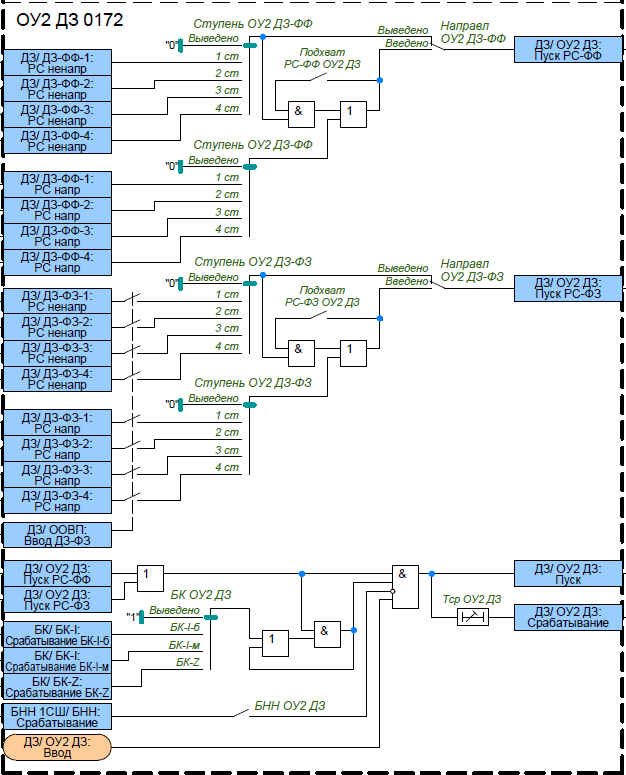 ОУ2 ДЗ 0172
Ступень ОУ2 ДЗ-ФФ
"0" Выведено
1 ст
2 ст
3 ст
4 ст
ДЗ/ ДЗ-ФФ-1:
РС ненапр
ДЗ/ ДЗ-ФФ-2:
РС ненапр
ДЗ/ ДЗ-ФФ-3:
РС ненапр
ДЗ/ ДЗ-ФФ-4:
РС ненапр
Подхват
РС-ФФ ОУ2 ДЗ
&
1
Выведено
Введено
Направл
ОУ2 ДЗ-ФФ
ДЗ/ ОУ2 ДЗ:
Пуск РС-ФФ
Ступень ОУ2 ДЗ-ФФ
"0" Выведено
1 ст
2 ст
3 ст
4 ст
ДЗ/ ДЗ-ФФ-1:
РС напр
ДЗ/ ДЗ-ФФ-2:
РС напр
ДЗ/ ДЗ-ФФ-3:
РС напр
ДЗ/ ДЗ-ФФ-4:
РС напр
Ступень ОУ2 ДЗ-ФЗ
"0" Выведено
1 ст
2 ст
3 ст
4 ст
ДЗ/ ДЗ-ФЗ-1:
РС ненапр
ДЗ/ ДЗ-ФЗ-2:
РС ненапр
ДЗ/ ДЗ-ФЗ-3:
РС ненапр
ДЗ/ ДЗ-ФЗ-4:
РС ненапр
Подхват
РС-ФЗ ОУ2 ДЗ
&
1
Выведено
Введено
Направл
ОУ2 ДЗ-ФЗ
ДЗ/ ОУ2 ДЗ:
Пуск РС-ФЗ
Ступень ОУ2 ДЗ-ФЗ
"0" Выведено
1 ст
2 ст
3 ст
4 ст
ДЗ/ ДЗ-ФЗ-1:
РС напр
ДЗ/ ДЗ-ФЗ-2:
РС напр
ДЗ/ ДЗ-ФЗ-3:
РС напр
ДЗ/ ДЗ-ФЗ-4:
РС напр
ДЗ/ ООВП:
Ввод ДЗ-ФЗ
ДЗ/ ОУ2 ДЗ:
Пуск РС-ФФ
ДЗ/ ОУ2 ДЗ:
Пуск РС-ФЗ
1
БК ОУ2 ДЗ
"1" Выведено
БК-I-б
БК-I-м
БК-Z
БК/ БК-I:
Срабатывание БК-I-б
БК/ БК-I:
Срабатывание БК-I-м
БК/ БК-Z:
Срабатывание БК-Z
1
&
&
ДЗ/ ОУ2 ДЗ:
Пуск
Тср ОУ2 ДЗ
ДЗ/ ОУ2 ДЗ:
Срабатывание
БНН 1СШ/ БНН:
Срабатывание
БНН ОУ2 ДЗ
ДЗ/ ОУ2 ДЗ:
Ввод